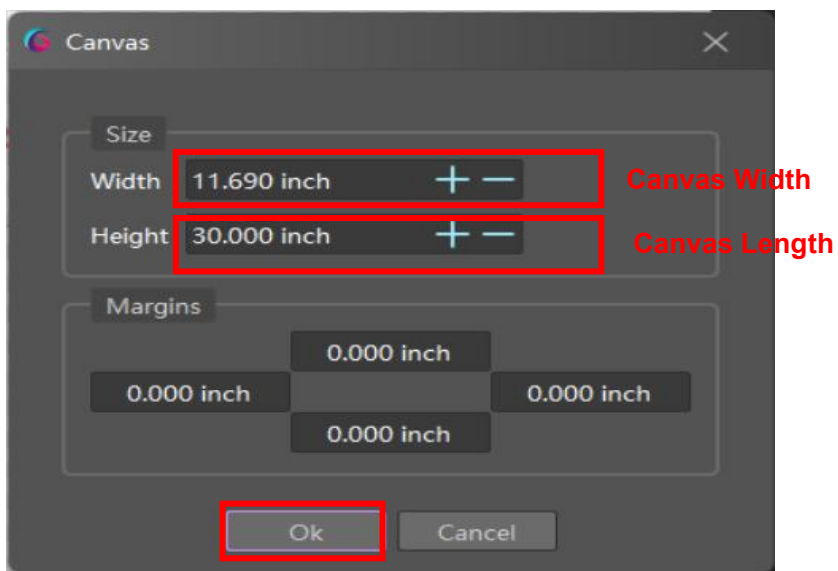 Canvas
Size
Width 11.690 inch Canvas Width
Height 30.000 inch Canvas Length
Margins
0.000 inch
0.000 inch 0.000 inch
0.000 inch
Ok Cancel